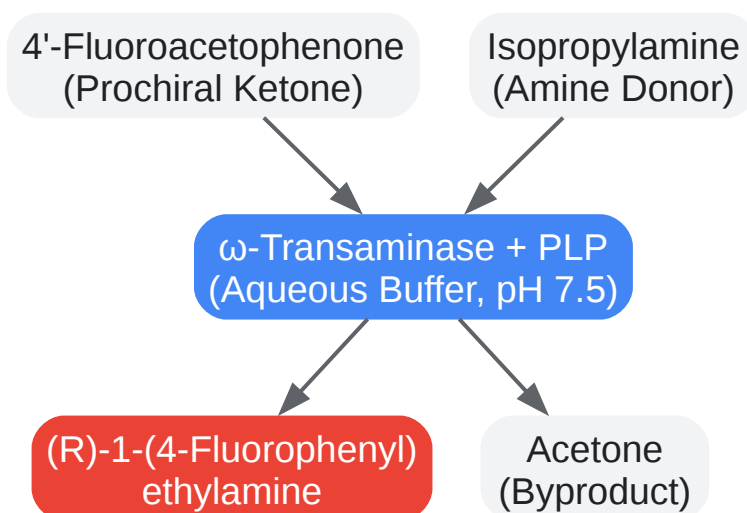 4'-Fluoroacetophenone
(Prochiral Ketone)
Isopropylamine
(Amine Donor)
ω-Transaminase + PLP
(Aqueous Buffer, pH 7.5)
(R)-1-(4-Fluorophenyl)
ethylamine
Acetone
(Byproduct)